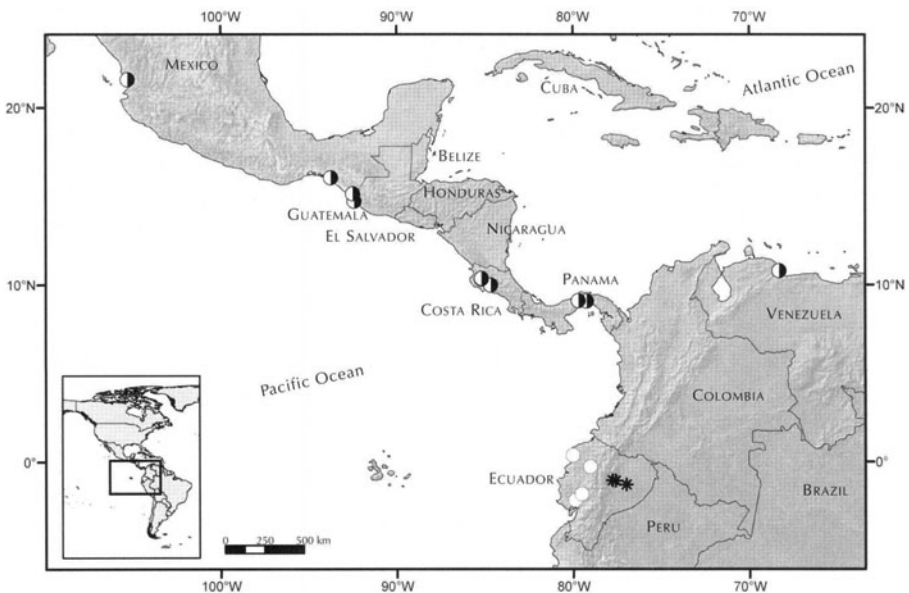 100°W 90°W 80°W 70°W
MEXICO
Atlantic Ocean
CUBA
20°N 20°N
BELIZE
HONDURAS
GUATEMALA
NICARAGUA
EL SALVADOR
PANAMA
10°N 10°N
COSTA RICA
VENEZUELA
Pacific Ocean
COLOMBIA
0° 0°
ECUADOR
BRAZIL
PERU
0 250 500 km
100°W 90°W 80°W 70°W